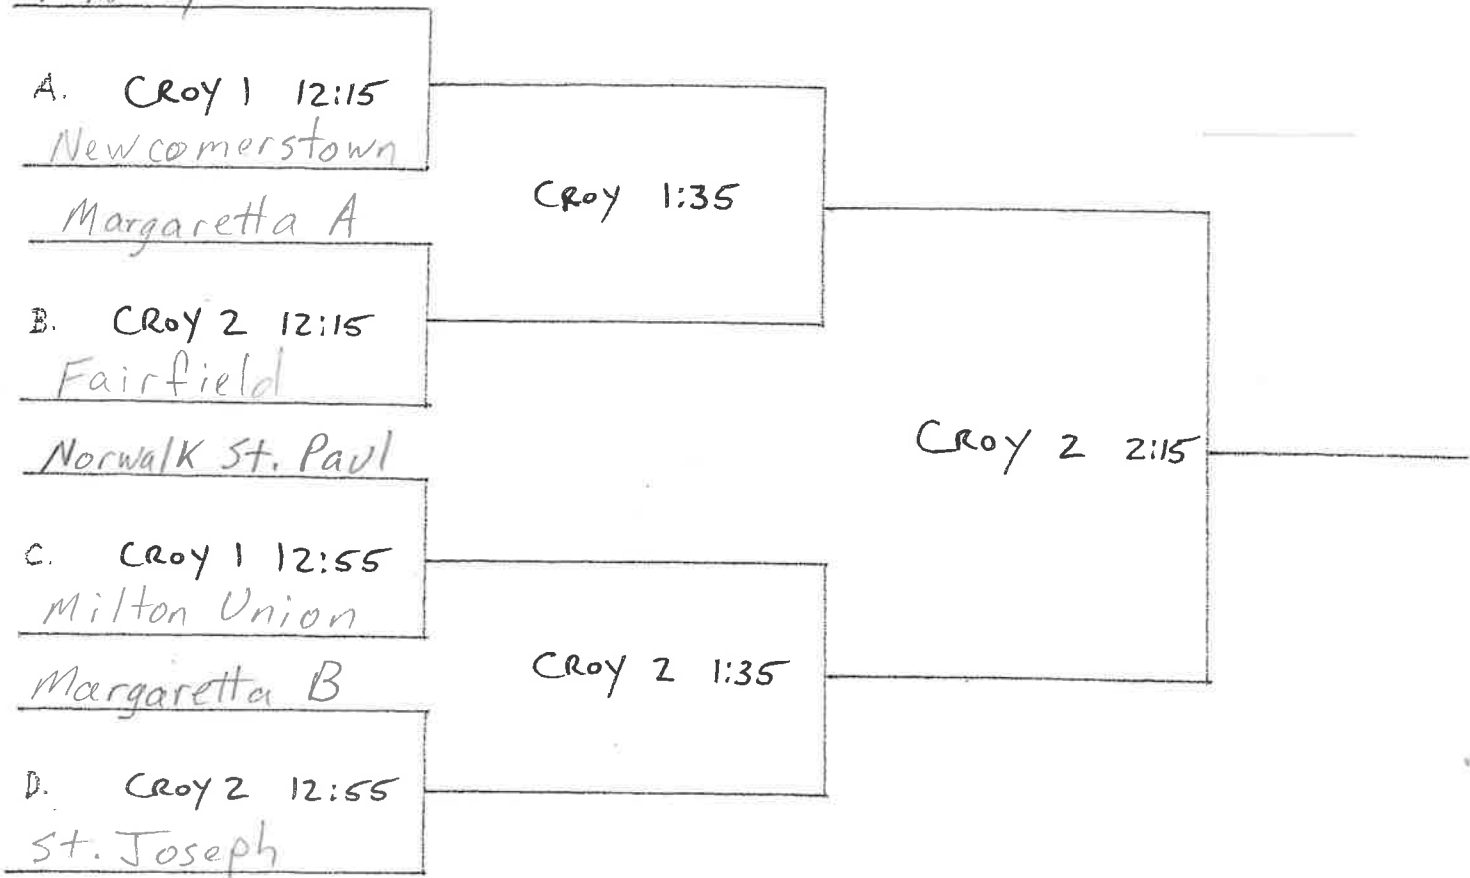 A. CROY 1 12:15
Newcomerstown
Margaretta A
CROY 1:35
B. CROY 2 12:15
Fairfield
Norwalk St. Paul
CROY 2 2:15
C. CROY 1 12:55
Milton Union
Margaretta B
CROY 2 1:35
D. CROY 2 12:55
St. Joseph